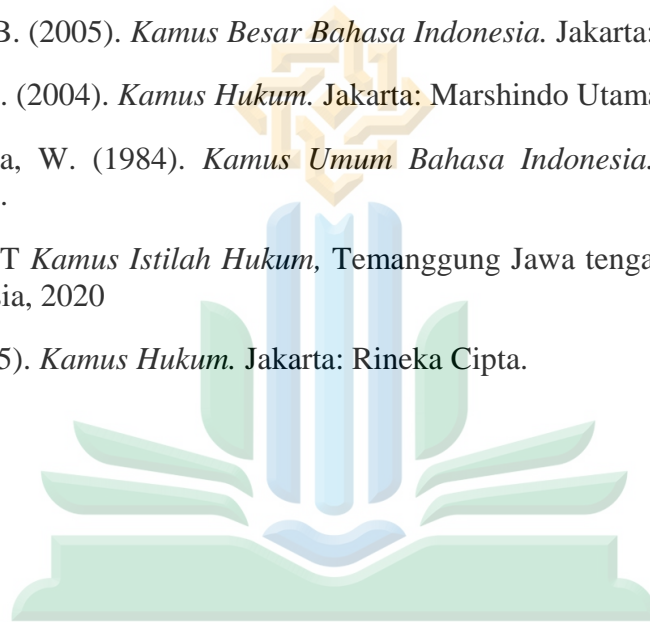 B. (2005). Kamus Besar Bahasa Indonesia. Jakarta:
. (2004). Kamus Hukum. Jakarta: Marshindo Utama
a, W. (1984). Kamus Umum Bahasa Indonesia.
.
T Kamus Istilah Hukum, Temanggung Jawa tenga
ia, 2020
5). Kamus Hukum. Jakarta: Rineka Cipta.